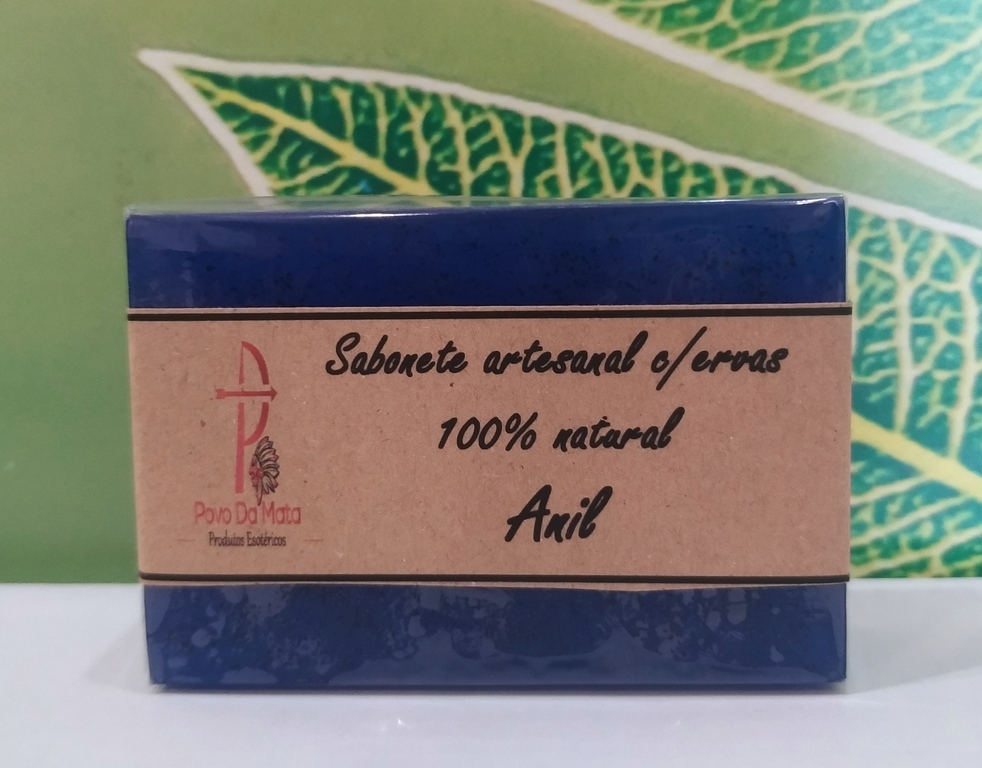 Sabonete artesanal c/ervas
100% natural
Anil
Povo Da Mata
Produtos Esotéricos